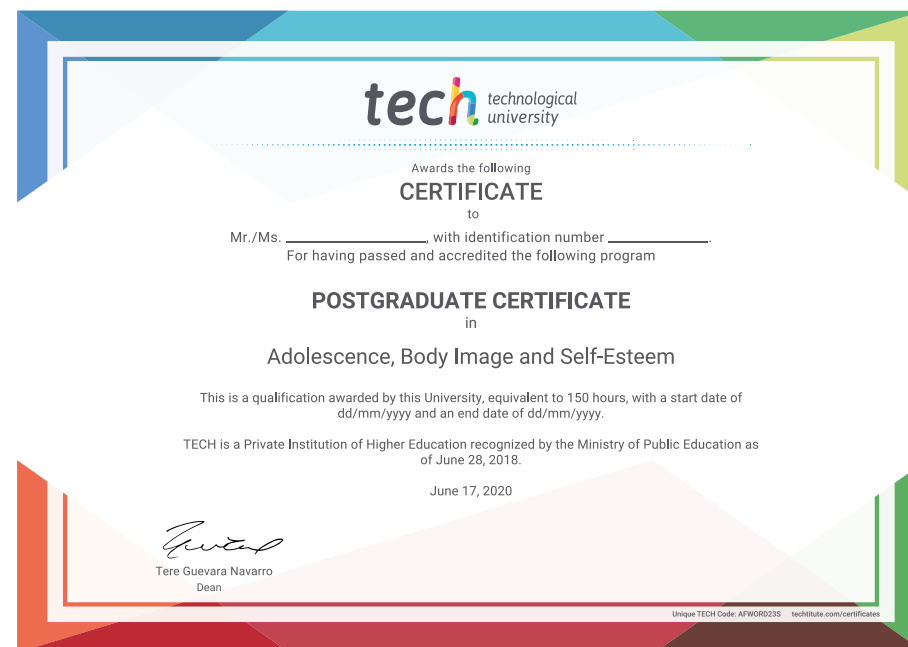 tech technological
university
Awards the following
CERTIFICATE
to
Mr./Ms. ____________________, with identification number ______________.
For having passed and accredited the following program
POSTGRADUATE CERTIFICATE
in
Adolescence, Body Image and Self-Esteem
This is a qualification awarded by this University, equivalent to 150 hours, with a start date of
dd/mm/yyyy and an end date of dd/mm/yyyy.
TECH is a Private Institution of Higher Education recognized by the Ministry of Public Education as
of June 28, 2018.
June 17, 2020
Tere Guevara Navarro
Dean
Unique TECH Code: AFWORD23S techtitute.com/certificates